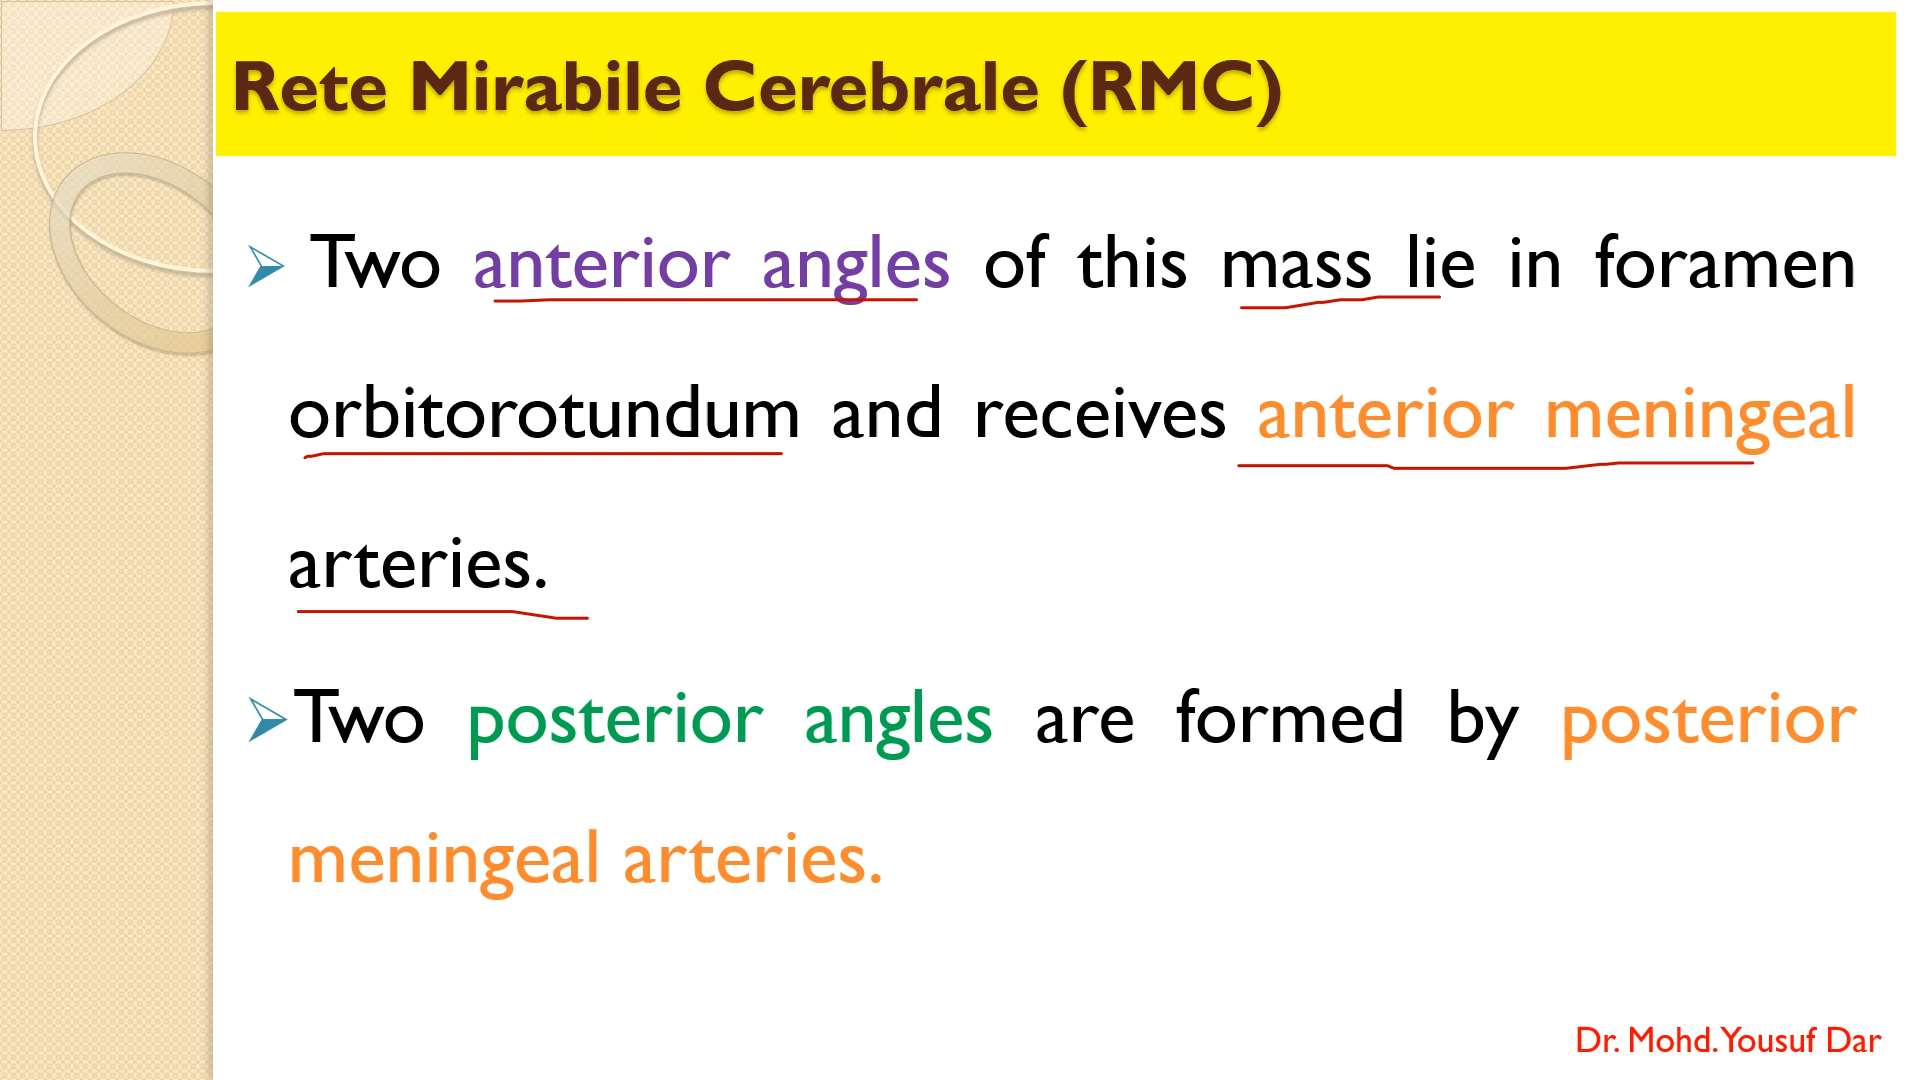 Rete Mirabile Cerebrale (RMC)
Two anterior angles of this mass lie in foramen
orbitorotundum and receives anterior meningeal
arteries.
Two posterior angles are formed by posterior
meningeal arteries.
Dr. Mohd.Yousuf Dar